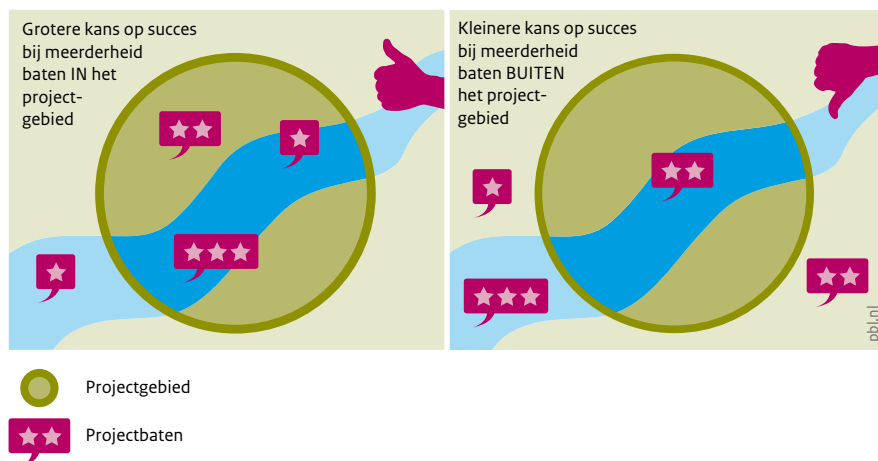 Grotere kans op succes
bij meerderheid
baten IN het
project-
gebied
Kleinere kans op succes
bij meerderheid
baten BUITEN
het project-
gebied
pbl.nl
Projectgebied
Projectbaten